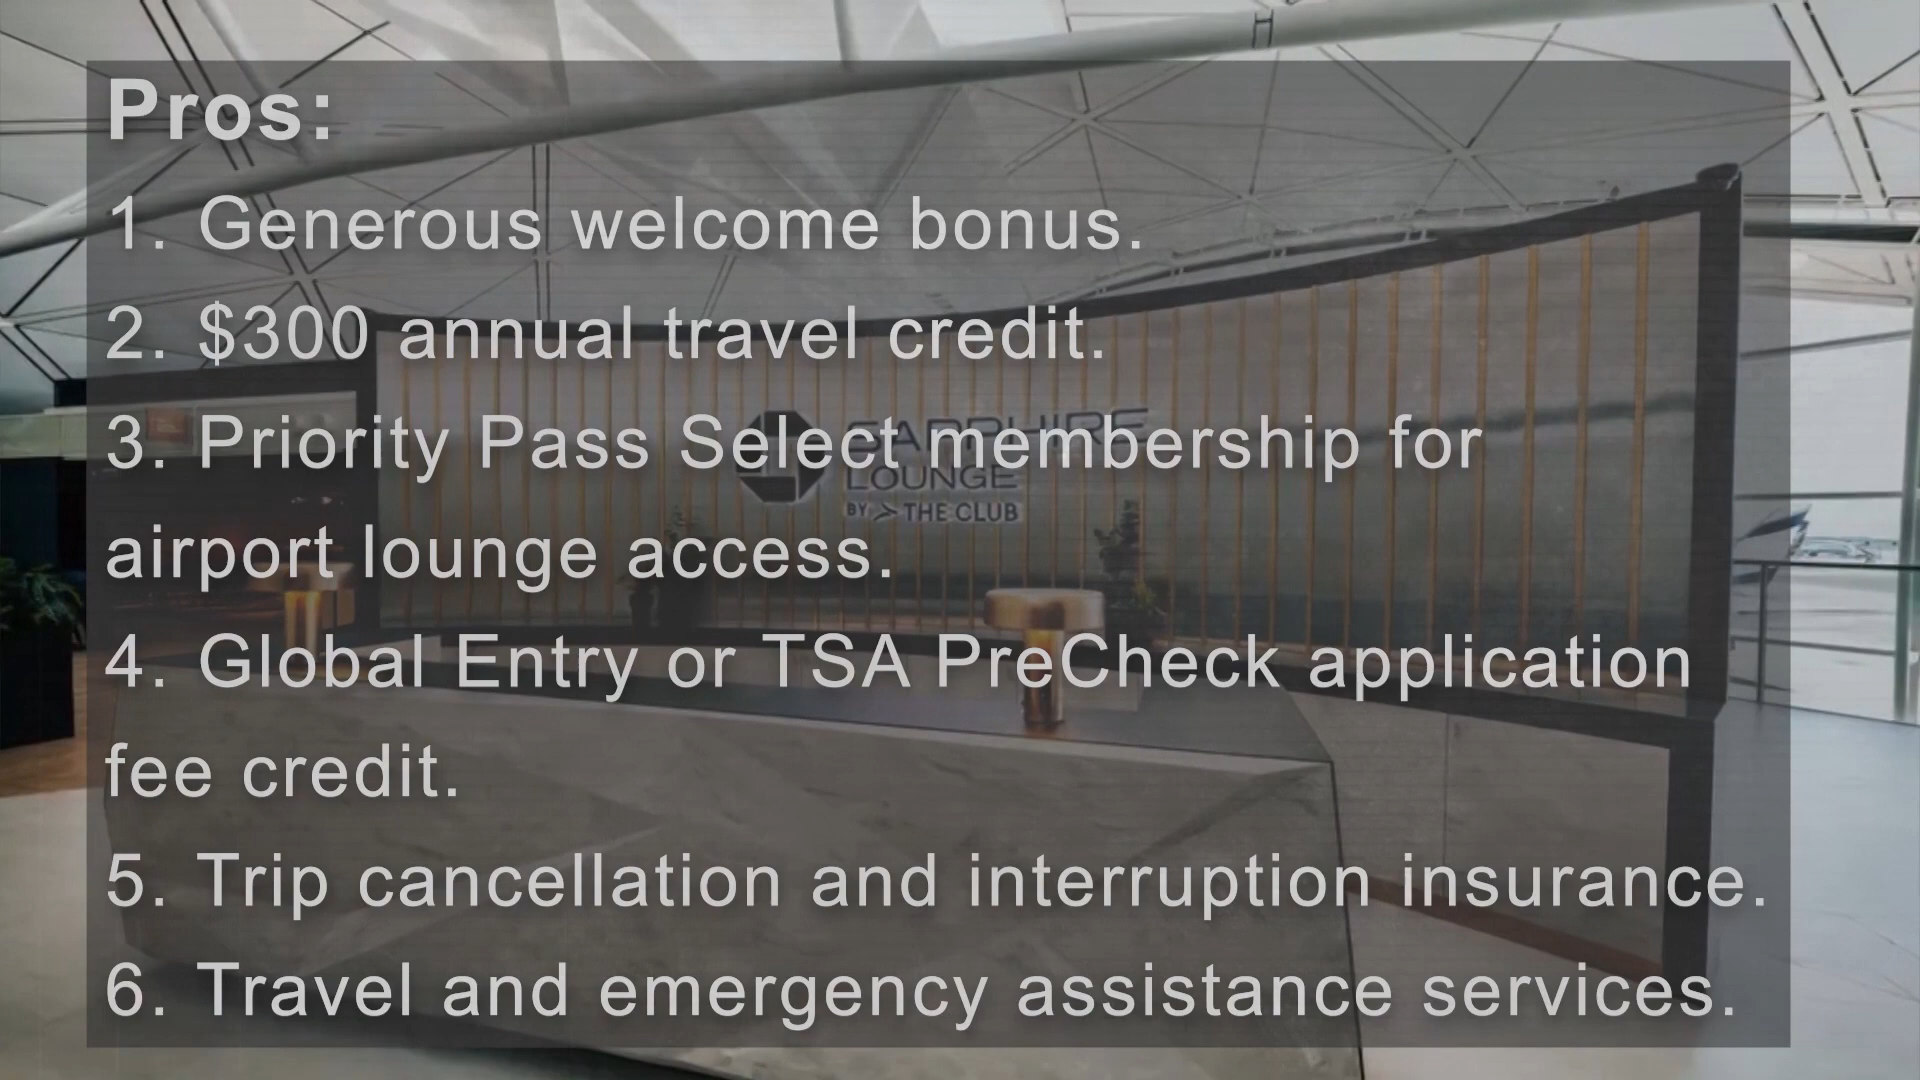 Pros:
1. Generous welcome bonus.
2. $300 annual travel credit.
3. Priority Pass Select membership for
airport lounge access.
4. Global Entry or TSA PreCheck application
fee credit.
5. Trip cancellation and interruption insurance.
6. Travel and emergency assistance services.
SAPPHIRE
LOUNGE
BY THE CLUB